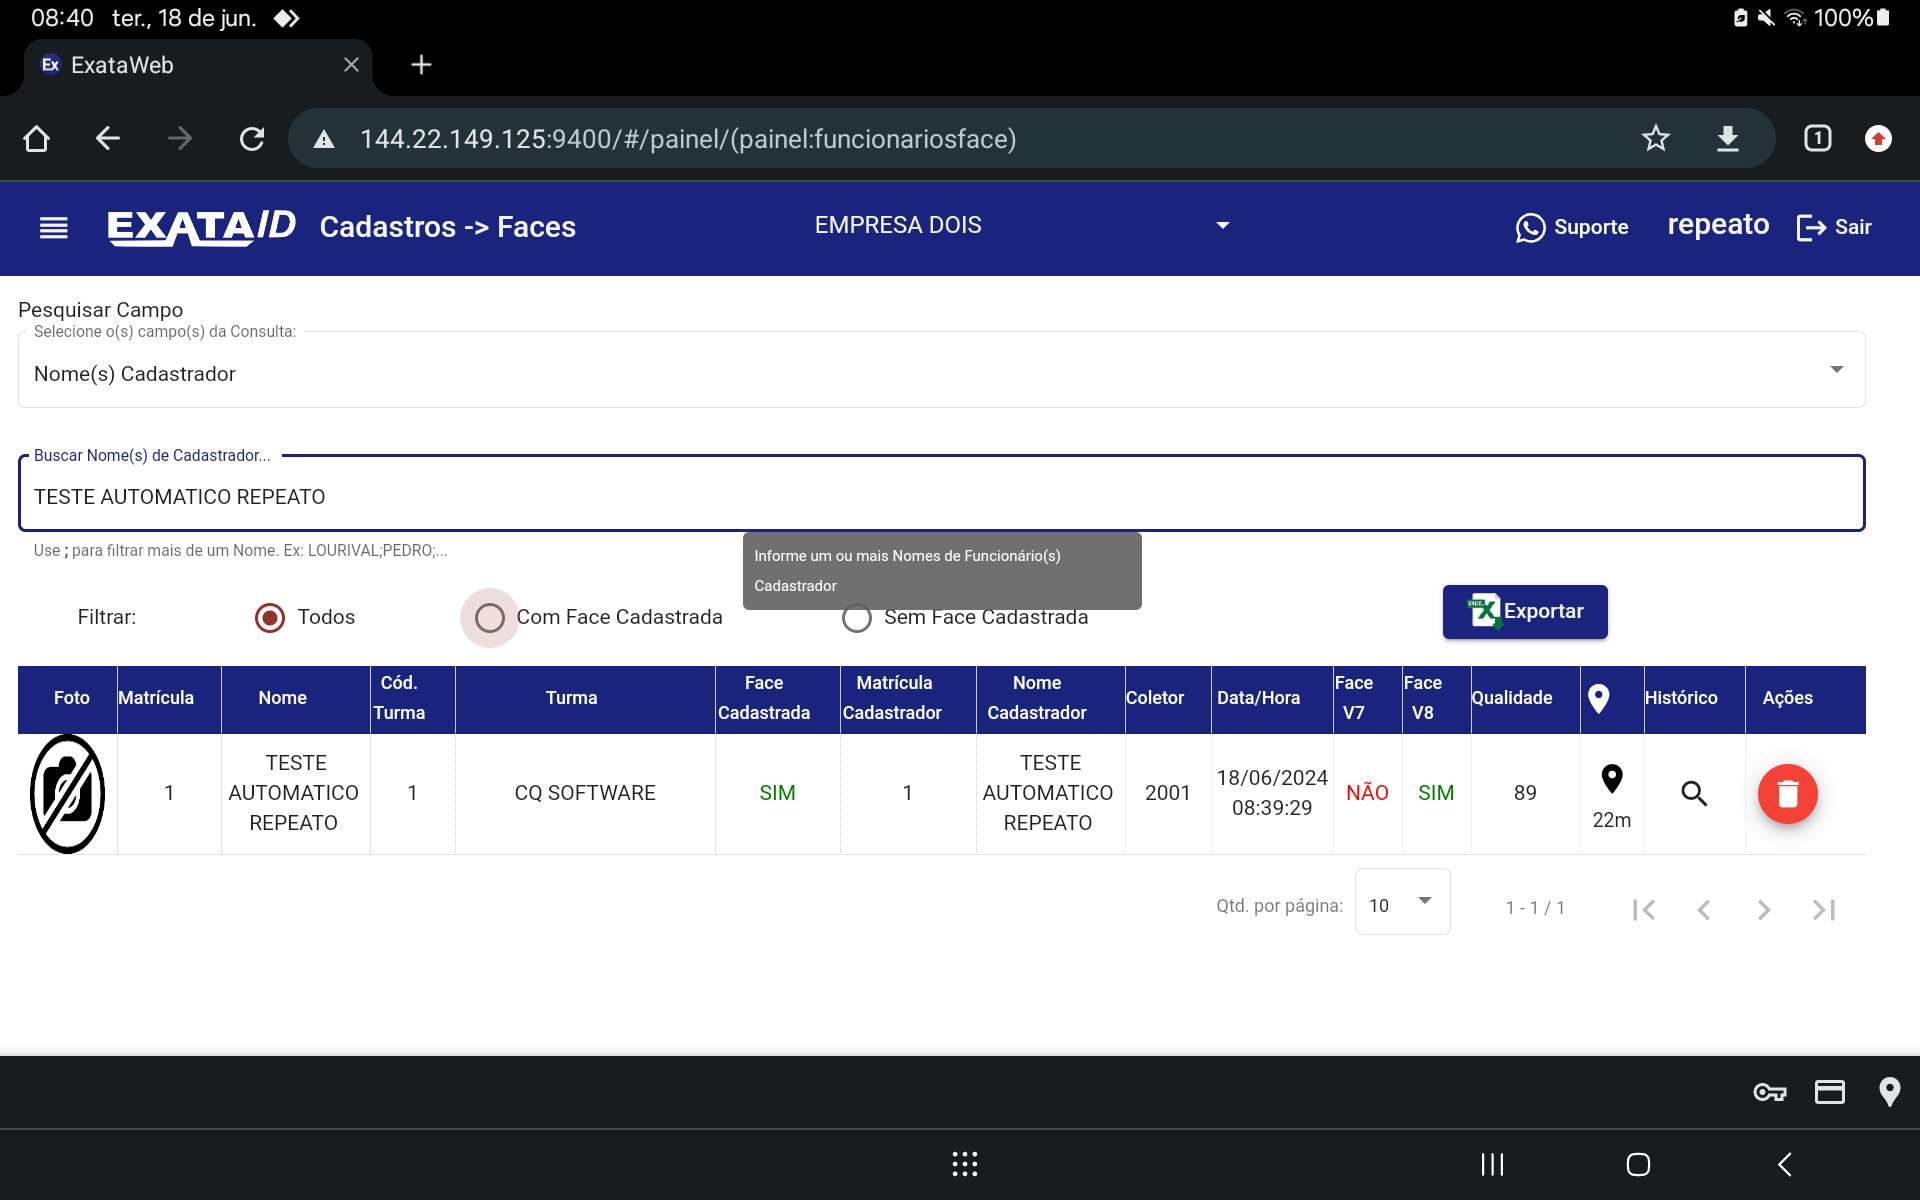 08:40 ter., 18 de jun. 100%
Ex ExataWeb
144.22.149.125:9400/#/painel/(painel:funcionariosface) 1
EXATA/ID Cadastros -> Faces EMPRESA DOIS Suporte repeato Sair
Pesquisar Campo
Selecione o(s) campo(s) da Consulta:
Nome(s) Cadastrador
Buscar Nome(s) de Cadastrador...
TESTE AUTOMATICO REPEATO
Use ; para filtrar mais de um Nome. Ex: LOURIVAL;PEDRO;...
Informe um ou mais Nomes de Funcionário(s)
Cadastrador
Filtrar: Todos Com Face Cadastrada Sem Face Cadastrada Exportar
Foto Matrícula Nome Cód. Turma Turma Face Cadastrada Matrícula Cadastrador Nome Cadastrador Coletor Data/Hora Face V7 Face V8 Qualidade Histórico Ações
1 TESTE AUTOMATICO REPEATO 1 CQ SOFTWARE SIM 1 TESTE AUTOMATICO REPEATO 2001 18/06/2024 08:39:29 NÃO SIM 89 22m
Qtd. por página: 10 1 - 1 / 1